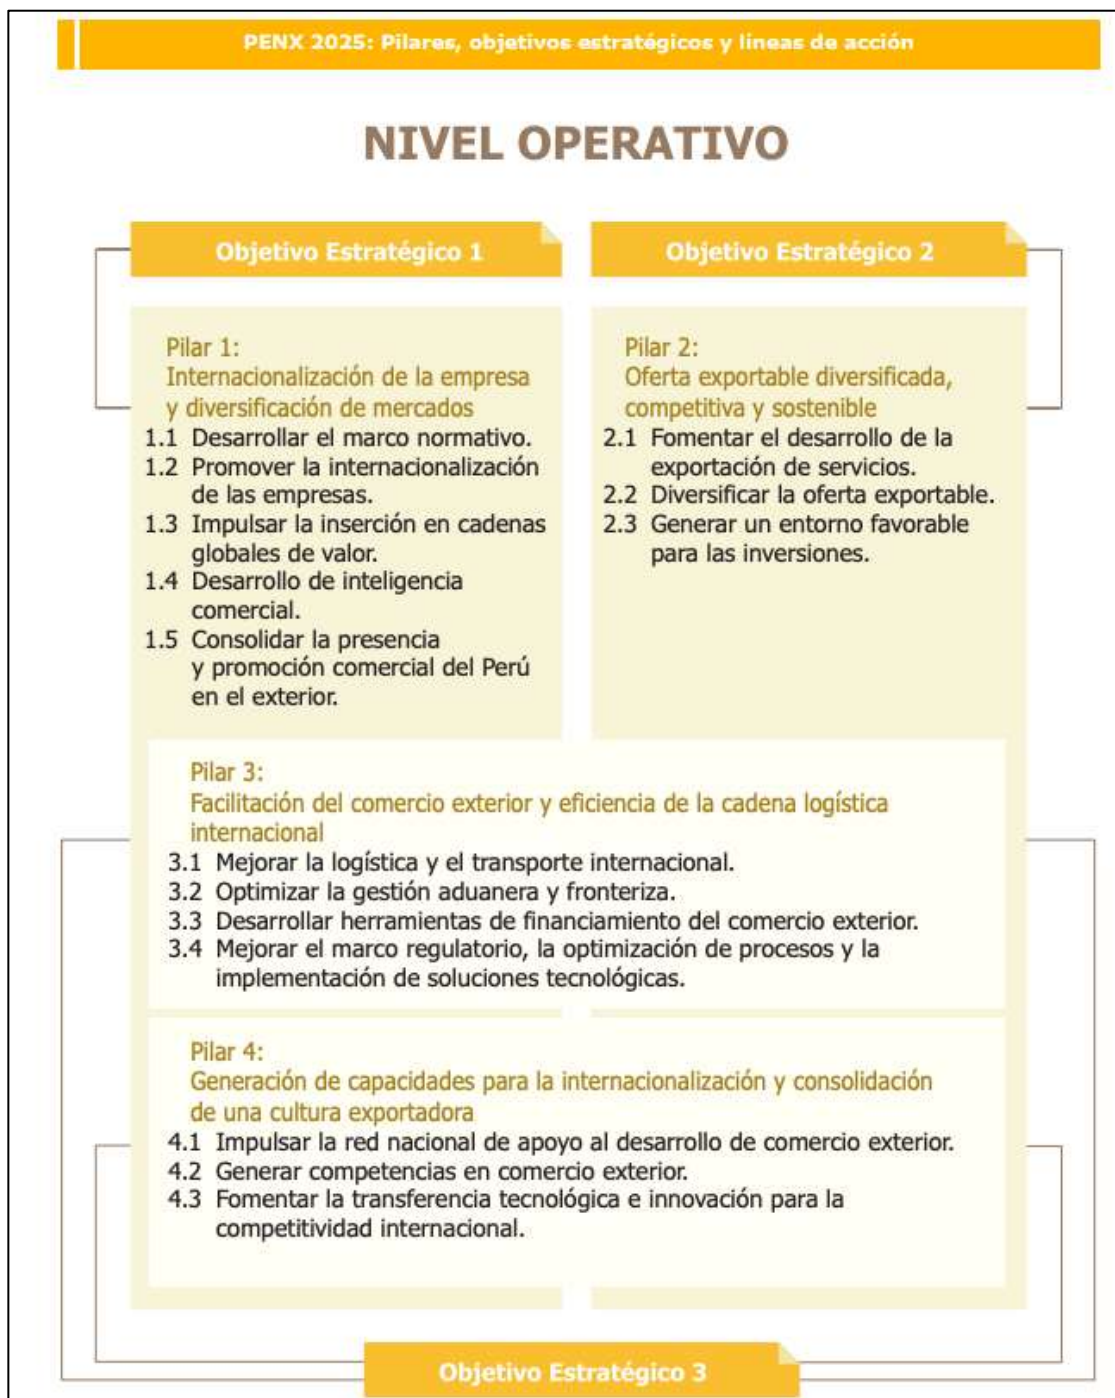 PENX 2025: Pilares, objetivos estratégicos y líneas de acción
NIVEL OPERATIVO
Objetivo Estratégico 1
Pilar 1:
Internacionalización de la empresa
y diversificación de mercados
1.1 Desarrollar el marco normativo.
1.2 Promover la internacionalización
de las empresas.
1.3 Impulsar la inserción en cadenas
globales de valor.
1.4 Desarrollo de inteligencia
comercial.
1.5 Consolidar la presencia
y promoción comercial del Perú
en el exterior.
Objetivo Estratégico 2
Pilar 2:
Oferta exportable diversificada,
competitiva y sostenible
2.1 Fomentar el desarrollo de la
exportación de servicios.
2.2 Diversificar la oferta exportable.
2.3 Generar un entorno favorable
para las inversiones.
Pilar 3:
Facilitación del comercio exterior y eficiencia de la cadena logística
internacional
3.1 Mejorar la logística y el transporte internacional.
3.2 Optimizar la gestión aduanera y fronteriza.
3.3 Desarrollar herramientas de financiamiento del comercio exterior.
3.4 Mejorar el marco regulatorio, la optimización de procesos y la
implementación de soluciones tecnológicas.
Pilar 4:
Generación de capacidades para la internacionalización y consolidación
de una cultura exportadora
4.1 Impulsar la red nacional de apoyo al desarrollo de comercio exterior.
4.2 Generar competencias en comercio exterior.
4.3 Fomentar la transferencia tecnológica e innovación para la
competitividad internacional.
Objetivo Estratégico 3